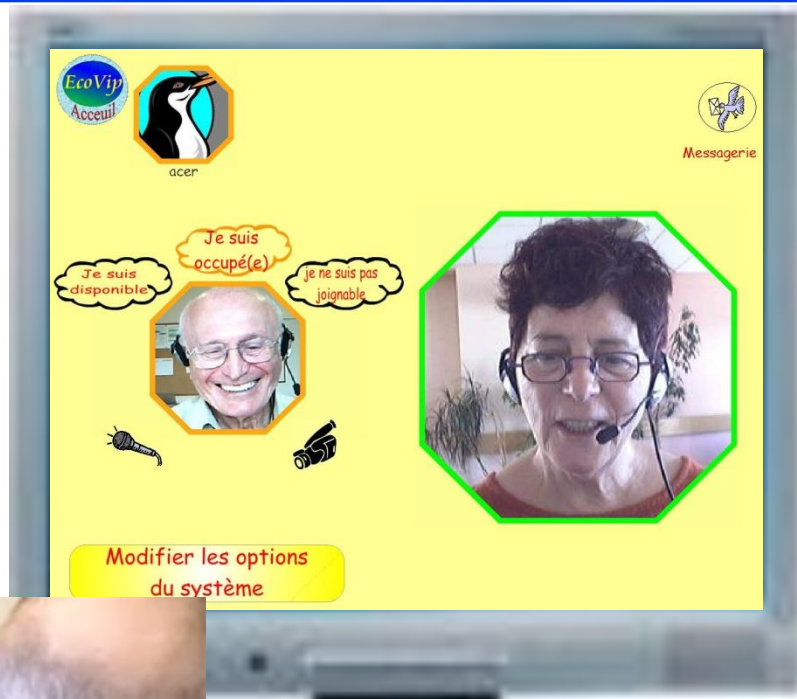 EcoVip
Acceuil
acer
Messagerie
Je suis
occupé(e)
Je suis
disponible
je ne suis pas
joignable
Modifier les options
du système